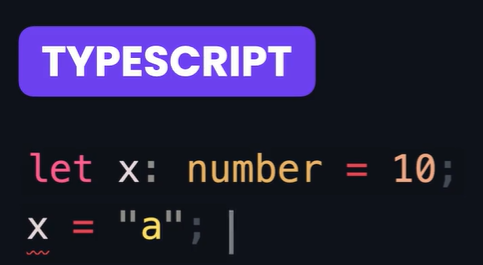 TYPESCRIPT
let x: number = 10;
x = "a";